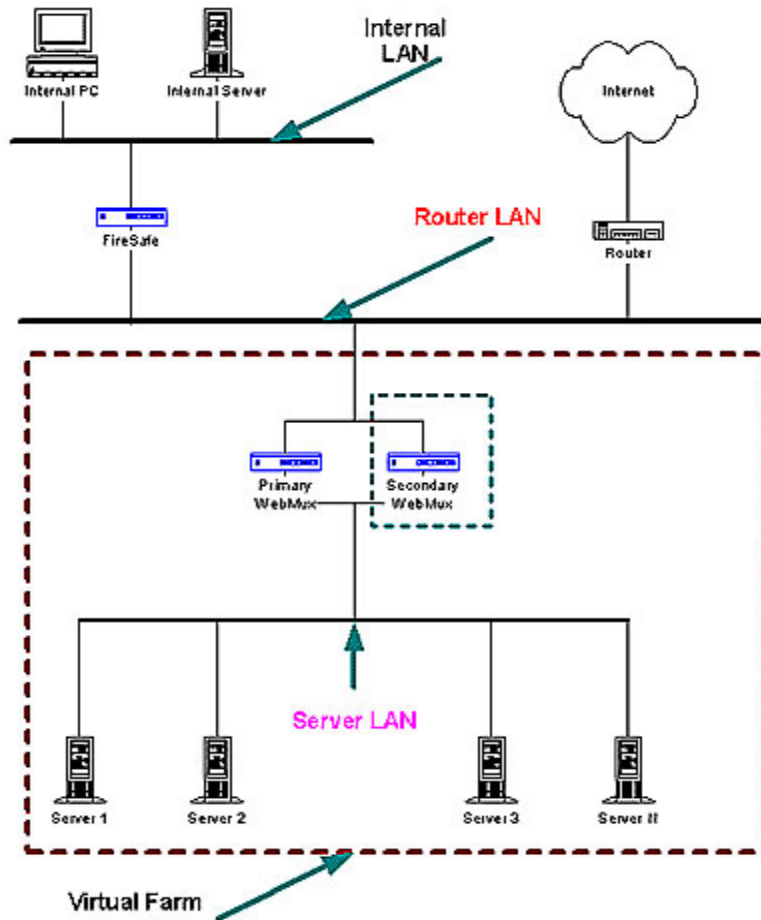 Internal
LAN
Internal PC
Internal Server
Internet
FireSafe
Router LAN
Router
Primary
WebMux
Secondary
WebMux
Server LAN
Server 1
Server 2
Server 3
Server N
Virtual Farm